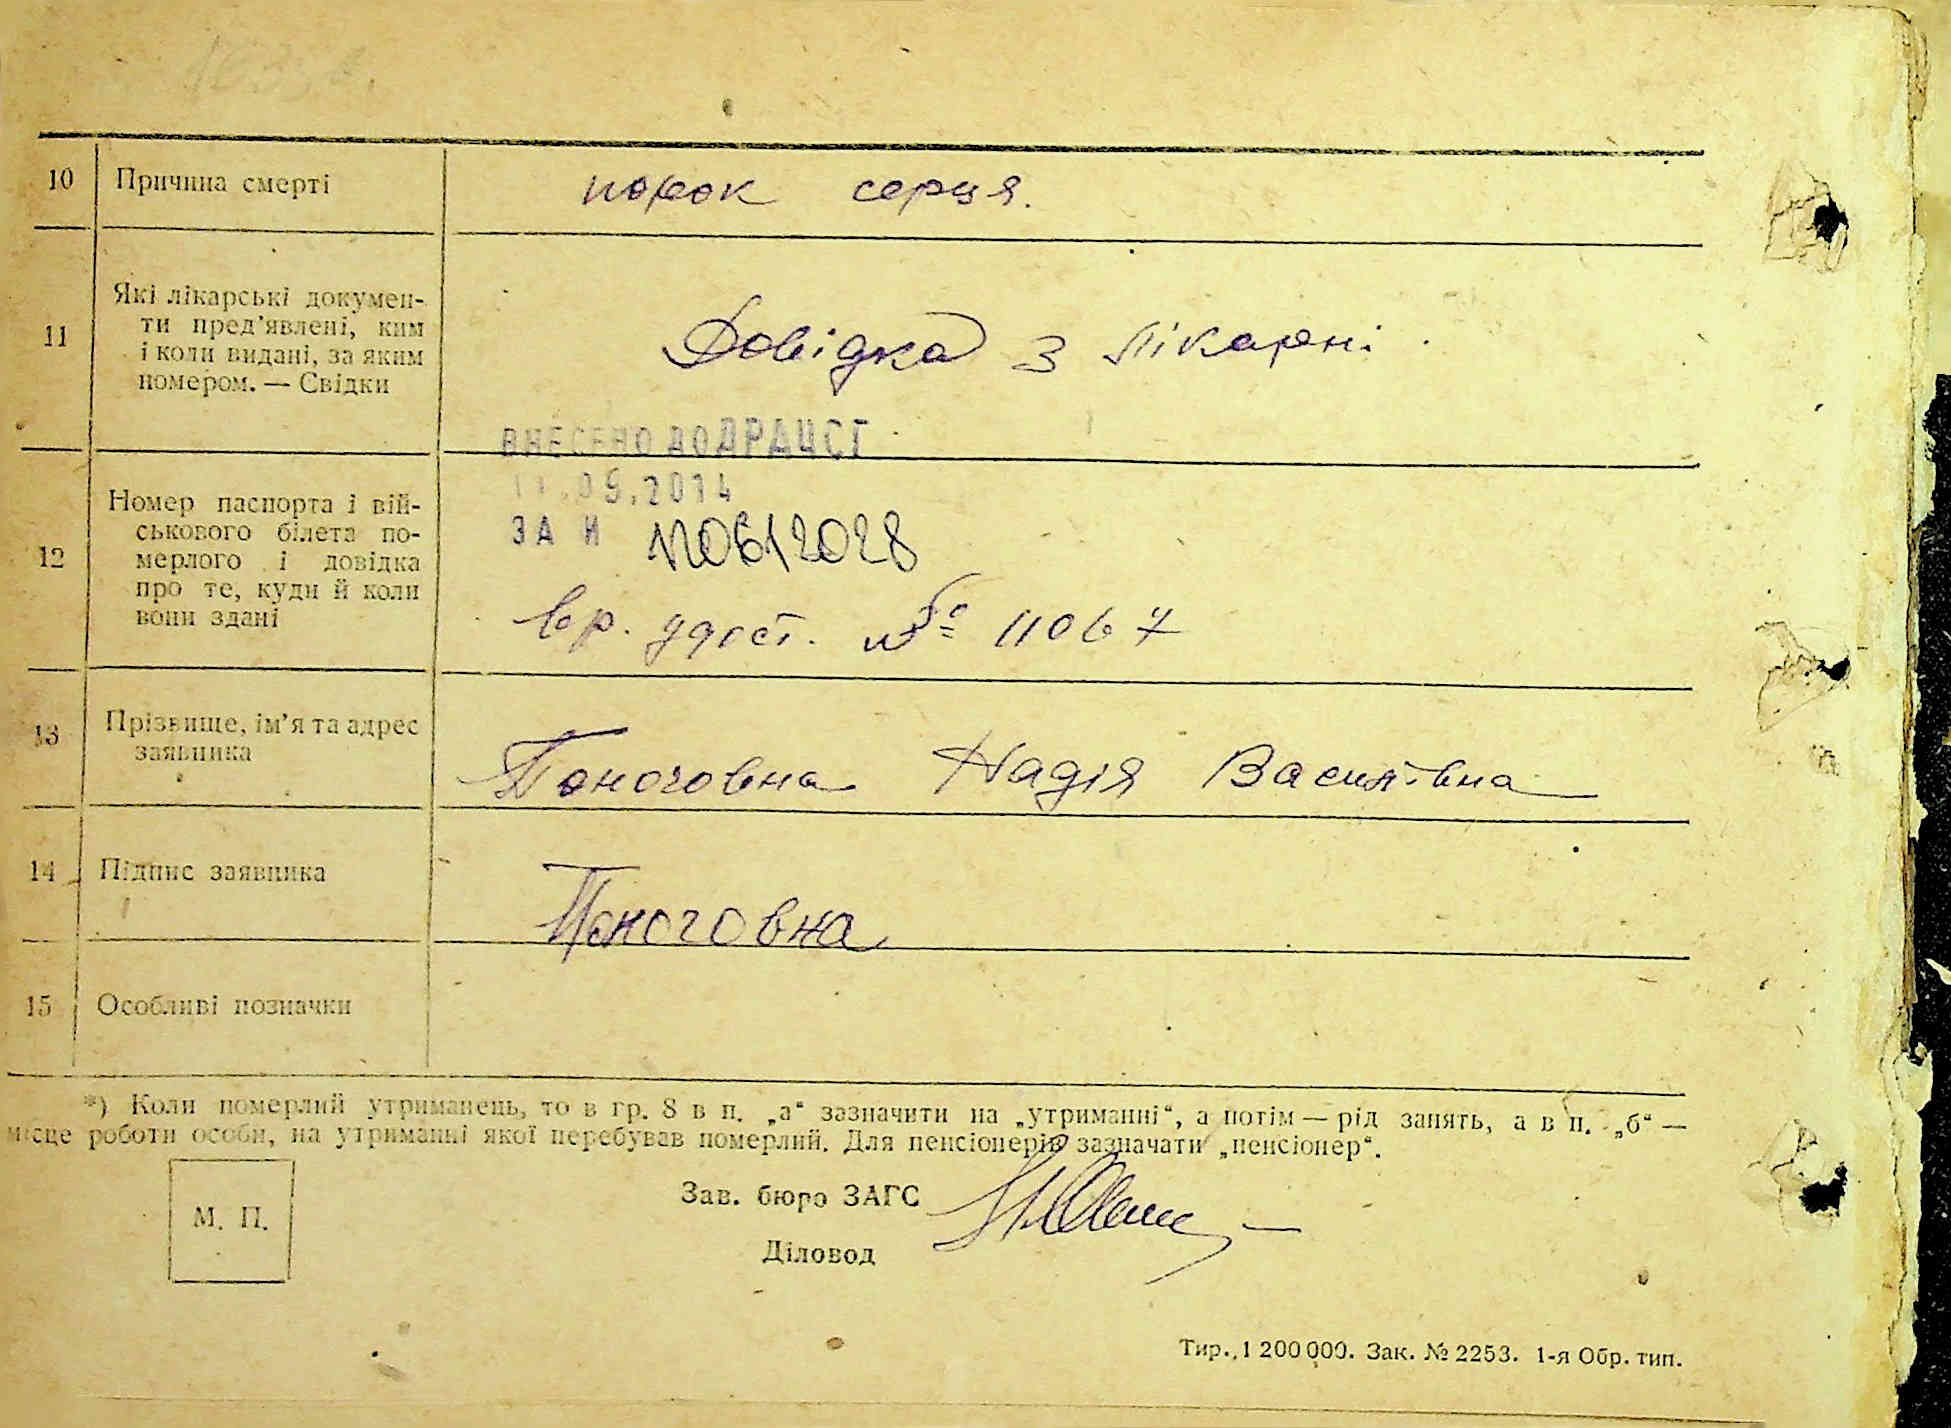 10 Причина смерті порок серця.
11 Які лікарські докумен-
ти пред'явлені, ким
і коли видані, за яким
номером. — Свідки
Довідка з лікарні
ВНЕСЕНО ДО ДРАЦСГ
11.09.2014
ЗА И
12 Номер паспорта і вій-
ськового білета по-
мерлого і довідка
про те, куди й коли
вони здані
вр. удост. № 11067
13 Прізвище, ім'я та адрес
заявника
Надія Василівна
14 Підпис заявника
15 Особливі позначки
*) Коли померлий утриманець, то в гр. 8 в п. „а“ зазначити на „утриманні“, а потім — рід занять, а в п. „б“ —
місце роботи особи, на утриманні якої перебував померлий. Для пенсіонерів зазначати „пенсіонер“.
М. П.
Зав. бюро ЗАГС
Діловод
Тир. 1 200 000. Зак. № 2253. 1-я Обр. тип.